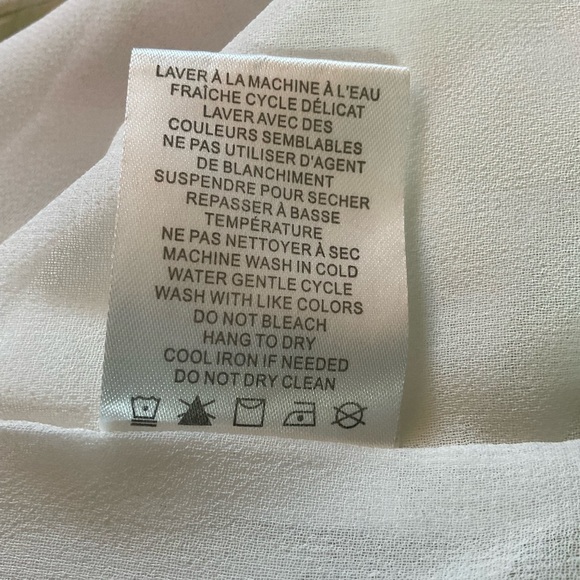 LAVER À LA MACHINE À L'EAU
FRAÎCHE CYCLE DÉLICAT
LAVER AVEC DES
COULEURS SEMBLABLES
NE PAS UTILISER D'AGENT
DE BLANCHIMENT
SUSPENDRE POUR SECHER
REPASSER À BASSE
TEMPÉRATURE
NE PAS NETTOYER À SEC
MACHINE WASH IN COLD
WATER GENTLE CYCLE
WASH WITH LIKE COLORS
DO NOT BLEACH
HANG TO DRY
COOL IRON IF NEEDED
DO NOT DRY CLEAN